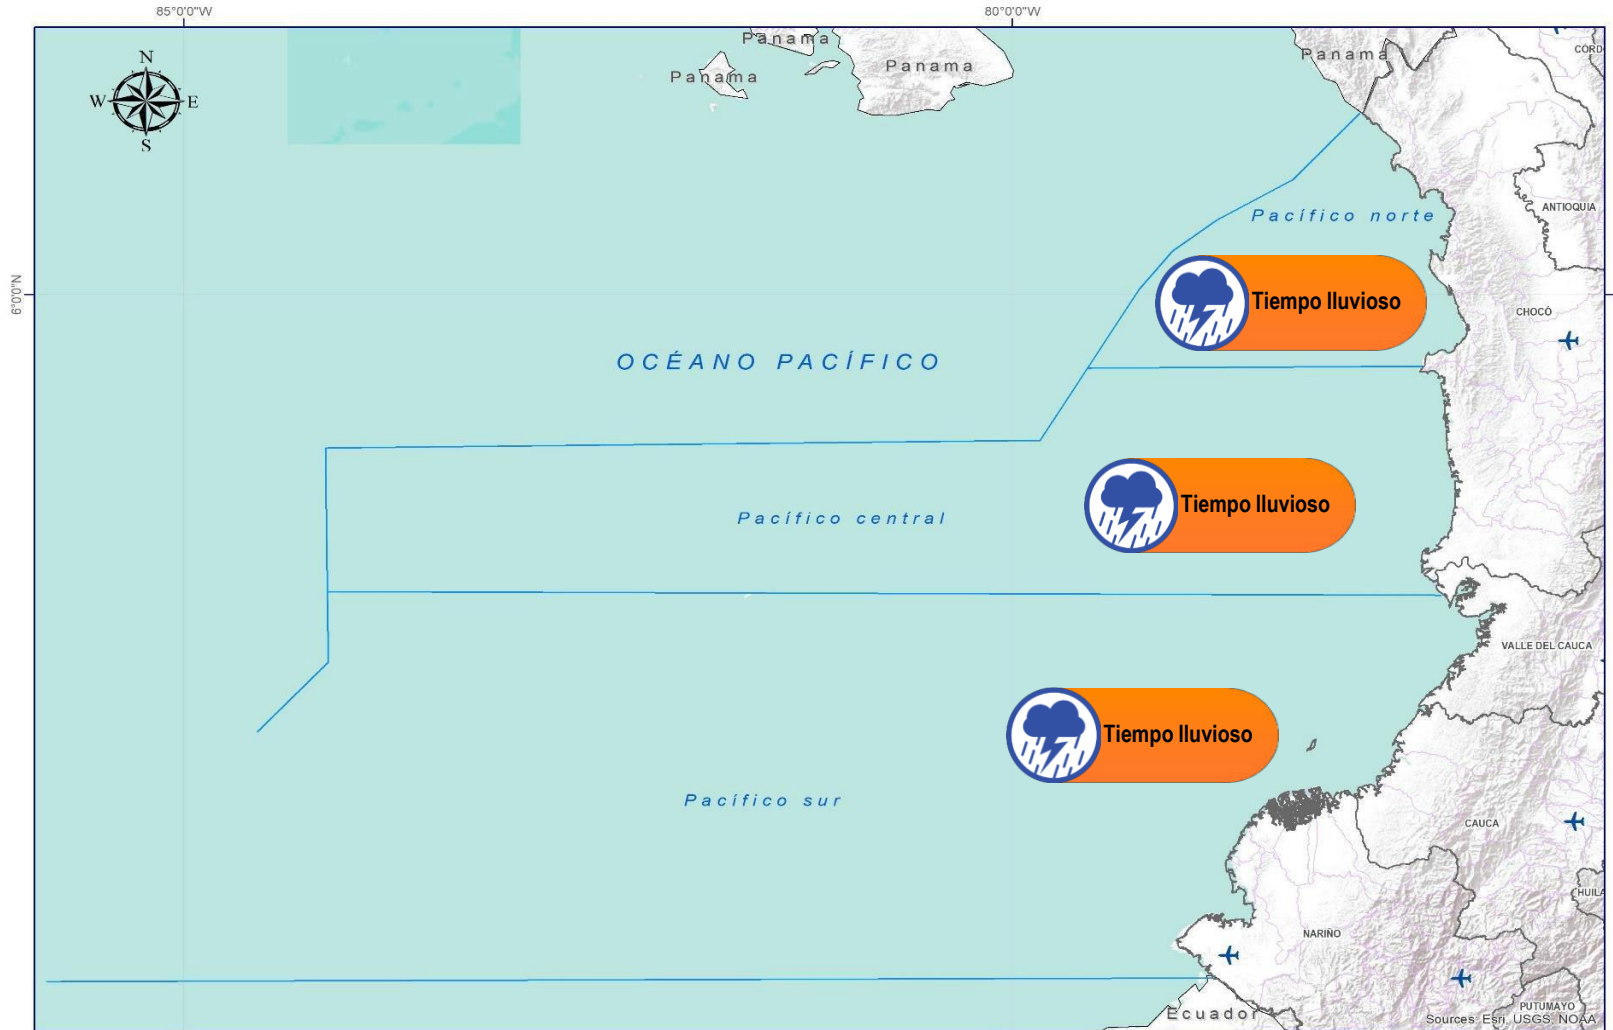 85°0'0"W
80°0'0"W
N
W
E
S
6°0'0"N
Panama
Panama
Panama
Panama
CÓRD
ANTIOQUIA
Pacífico norte
Tiempo lluvioso
CHOCÓ
OCÉANO PACÍFICO
Tiempo lluvioso
Pacífico central
VALLE DEL CAUCA
Tiempo lluvioso
Pacífico sur
CAUCA
HUILA
NARIÑO
PUTUMAYO
Ecuador
Sources: Esri, USGS, NOAA